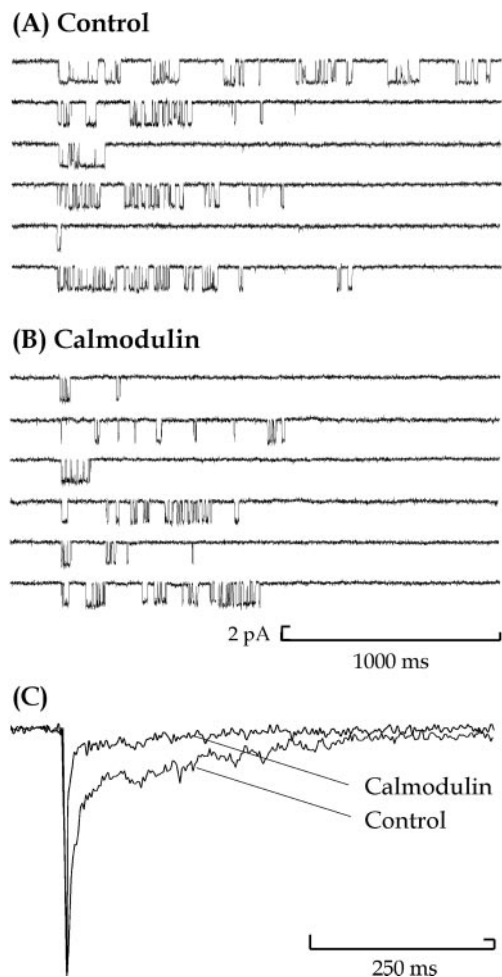 (A) Control
(B) Calmodulin
2 pA
1000 ms
(C)
Calmodulin
Control
250 ms